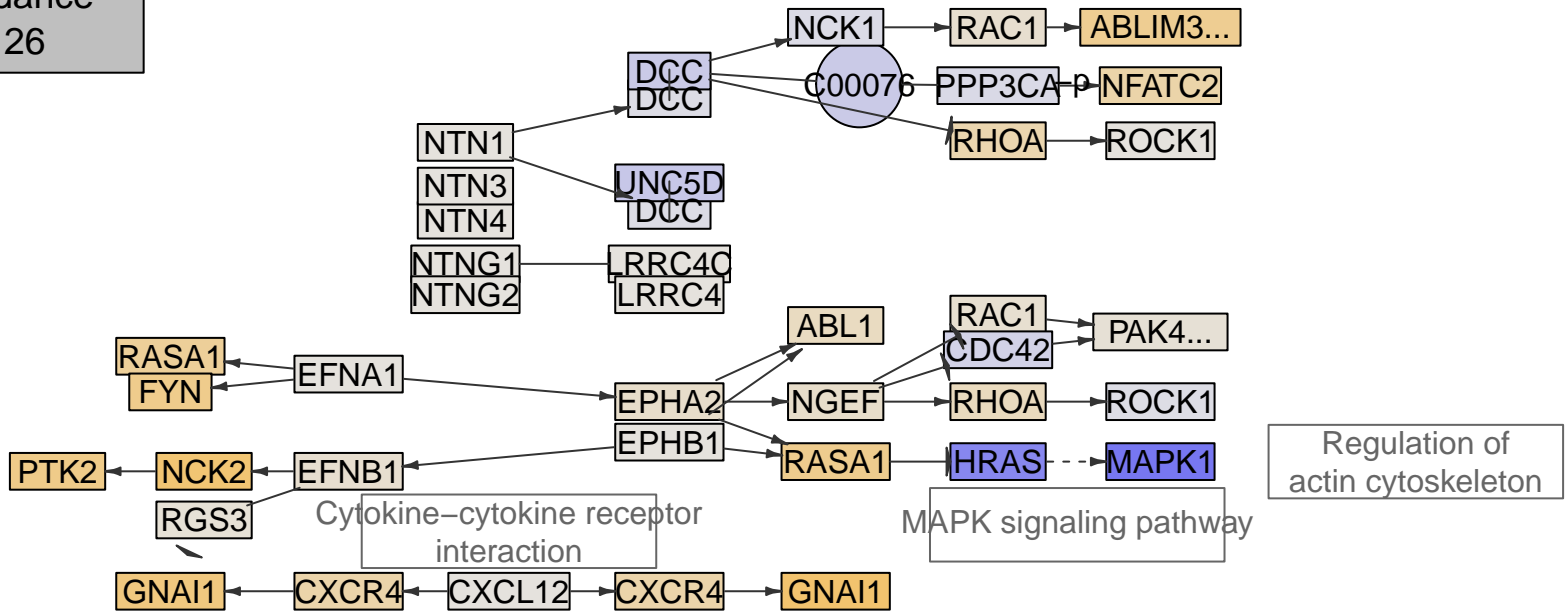 26
NCK1
RAC1
ABLIM3...
DCC
DCC
C00076
PPP3CA
+p
NFATC2
NTN1
RHOA
ROCK1
NTN3
UNC5D
NTN4
DCC
NTNG1
LRRC4C
NTNG2
LRRC4
ABL1
RAC1
PAK4...
CDC42
RASA1
EFNA1
FYN
EPHA2
NGEF
RHOA
ROCK1
EPHB1
PTK2
NCK2
EFNB1
RASA1
HRAS
MAPK1
Regulation of
actin cytoskeleton
RGS3
Cytokine−cytokine receptor
interaction
MAPK signaling pathway
GNAI1
CXCR4
CXCL12
CXCR4
GNAI1